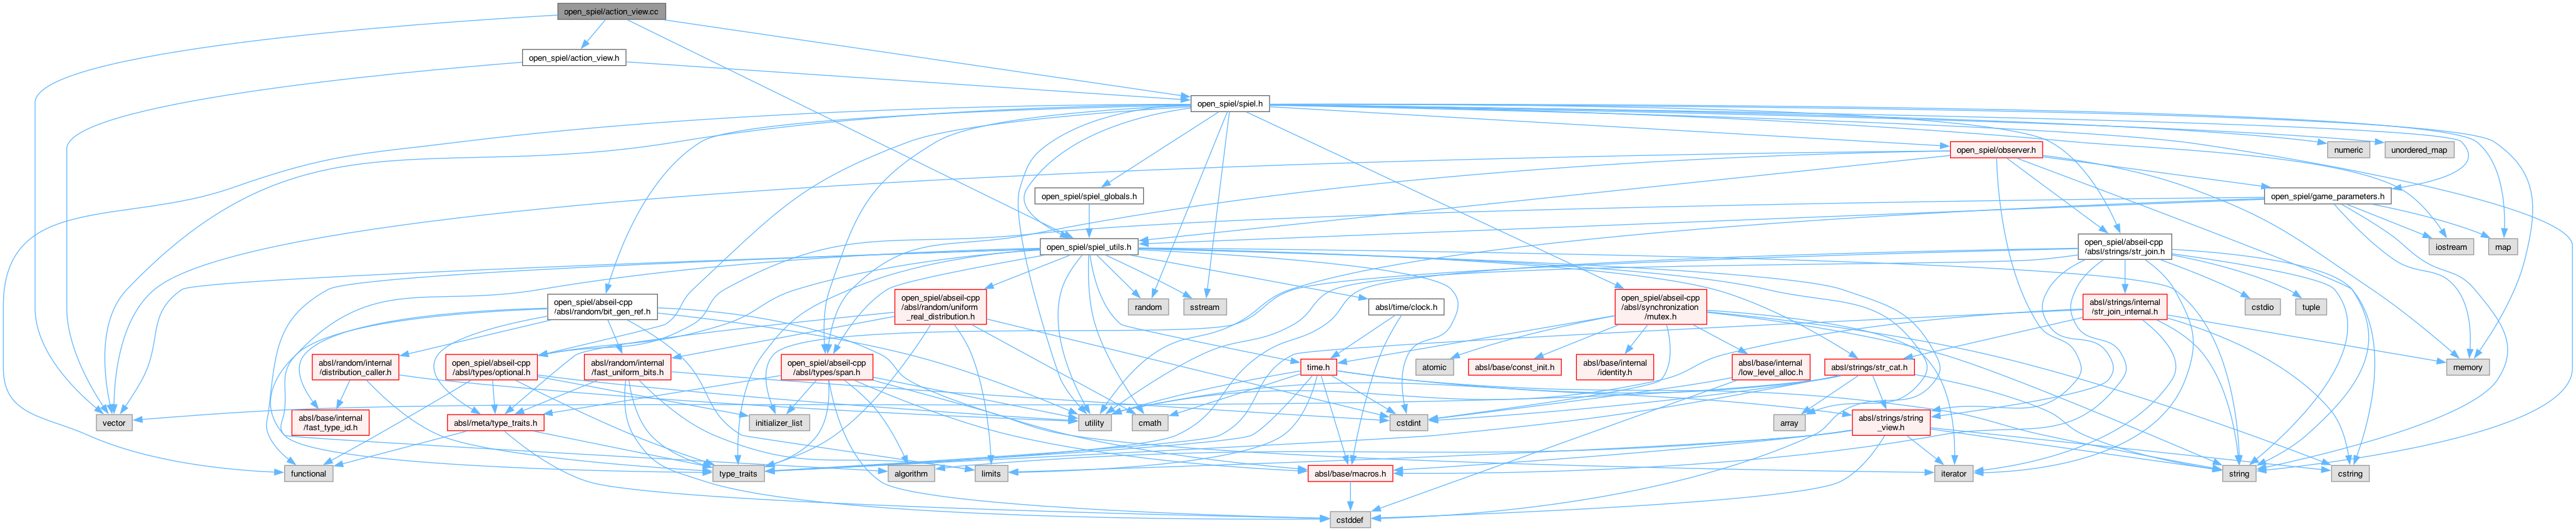 open_spiel/action_view.cc
open_spiel/action_view.h
open_spiel/spiel.h
open_spiel/observer.h
numeric
unordered_map
open_spiel/spiel_globals.h
open_spiel/game_parameters.h
open_spiel/spiel_utils.h
open_spiel/abseil-cpp
/absl/strings/str_join.h
iostream
map
open_spiel/abseil-cpp
/absl/random/bit_gen_ref.h
open_spiel/abseil-cpp
/absl/random/uniform
_real_distribution.h
random
sstream
absl/time/clock.h
open_spiel/abseil-cpp
/absl/synchronization
/mutex.h
absl/strings/internal
/str_join_internal.h
cstdio
tuple
absl/random/internal
/distribution_caller.h
open_spiel/abseil-cpp
/absl/types/optional.h
absl/random/internal
/fast_uniform_bits.h
open_spiel/abseil-cpp
/absl/types/span.h
time.h
atomic
absl/base/const_init.h
absl/base/internal
/identity.h
absl/base/internal
/low_level_alloc.h
absl/strings/str_cat.h
memory
vector
absl/base/internal
/fast_type_id.h
absl/meta/type_traits.h
initializer_list
utility
cmath
cstdint
array
absl/strings/string
_view.h
functional
type_traits
algorithm
limits
absl/base/macros.h
iterator
string
cstring
cstddef